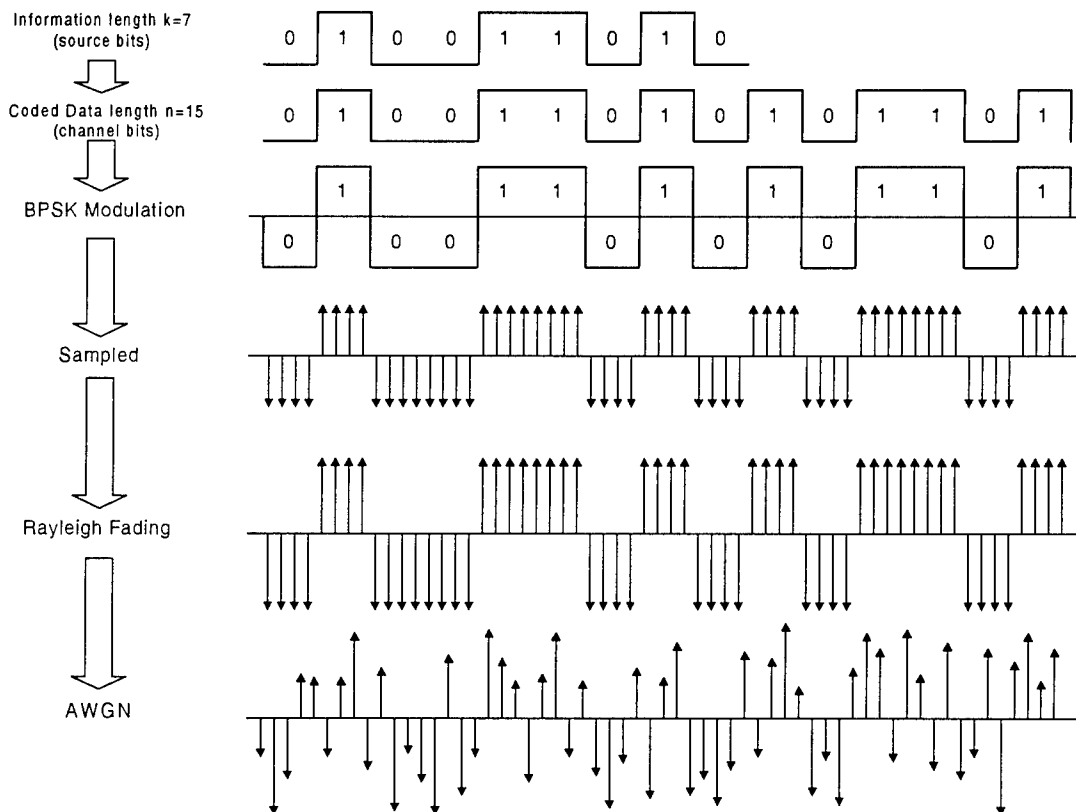 Information length k=7
(source bits)
0 1 0 0 1 1 0 1 0
Coded Data length n=15
(channel bits)
0 1 0 0 1 1 0 1 0 1 0 1 1 0 1
BPSK Modulation
1 1 1 1 1 1 1 1
0 0 0 0 0 0 0
Sampled
Rayleigh Fading
AWGN